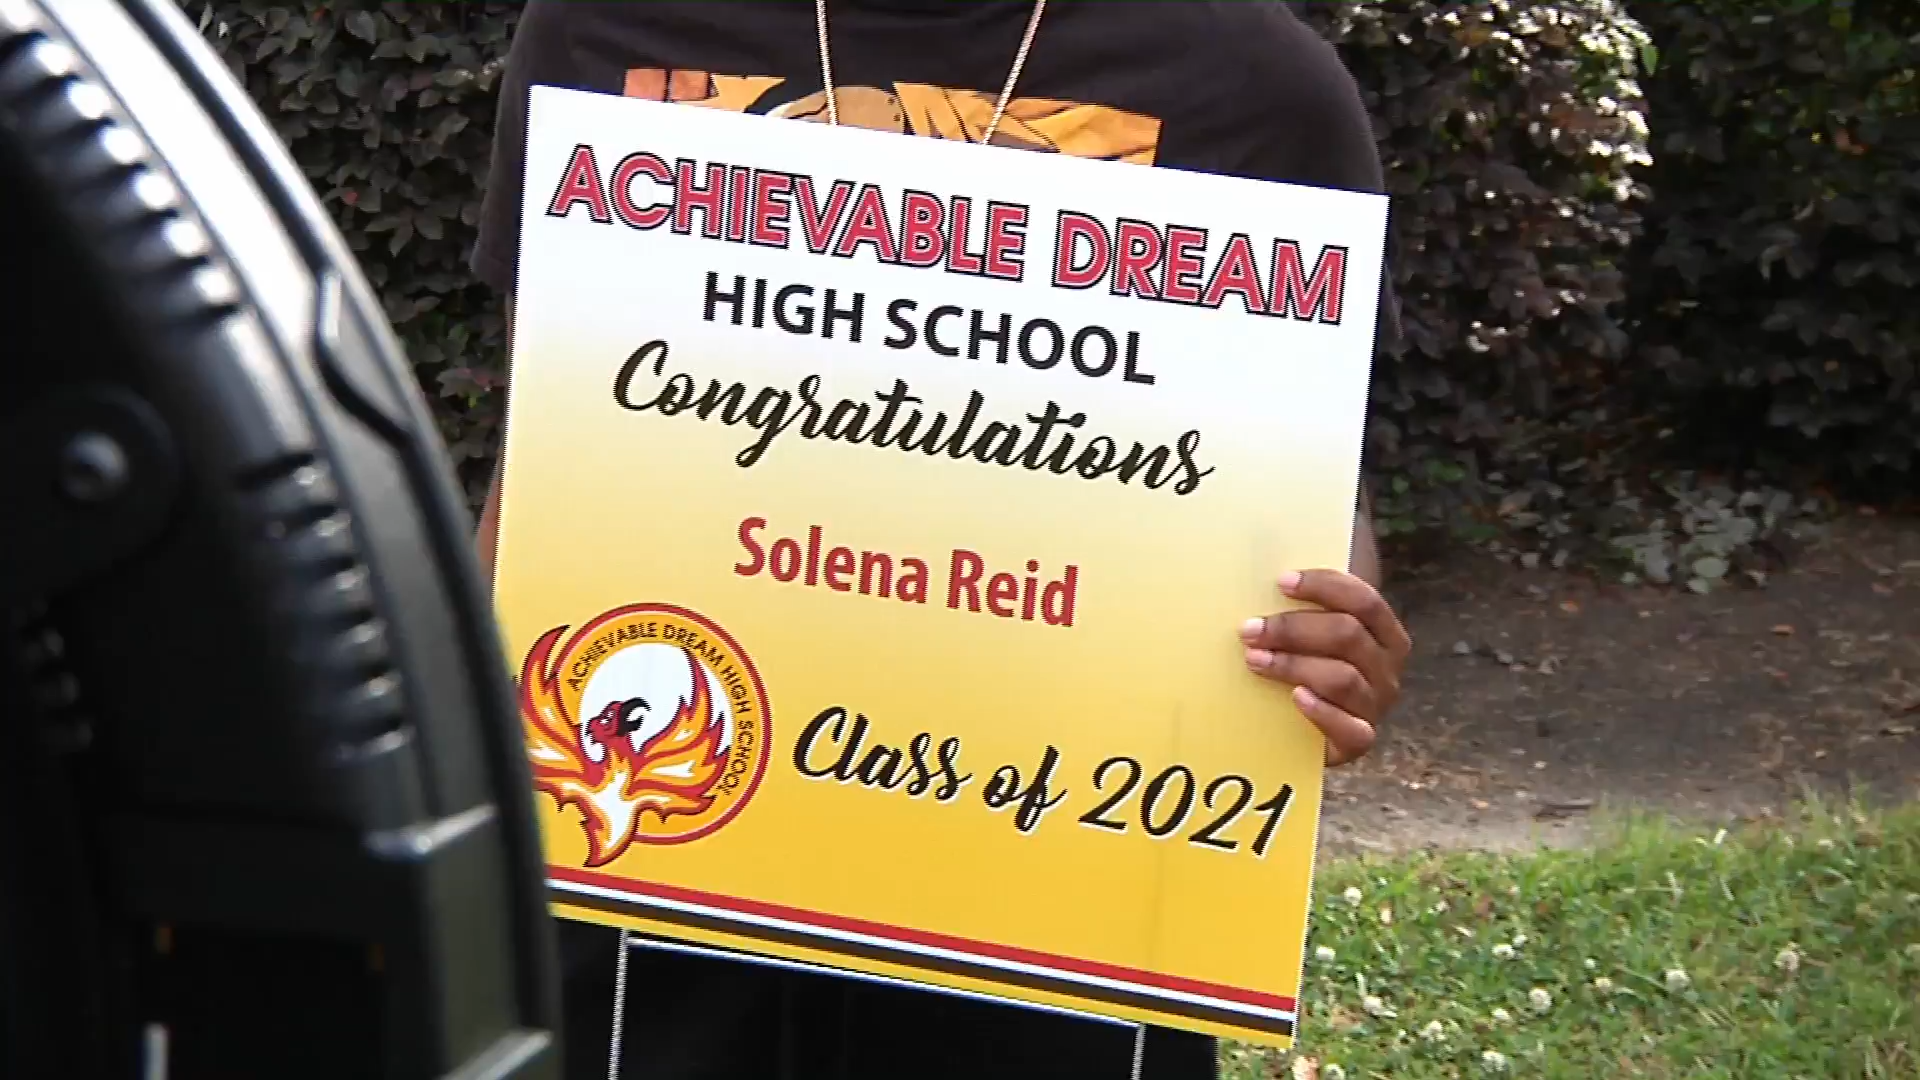 ACHIEVABLE DREAM
HIGH SCHOOL
Congratulations
Solena Reid
ACHIEVABLE DREAM HIGH SCHOOL
Class of 2021